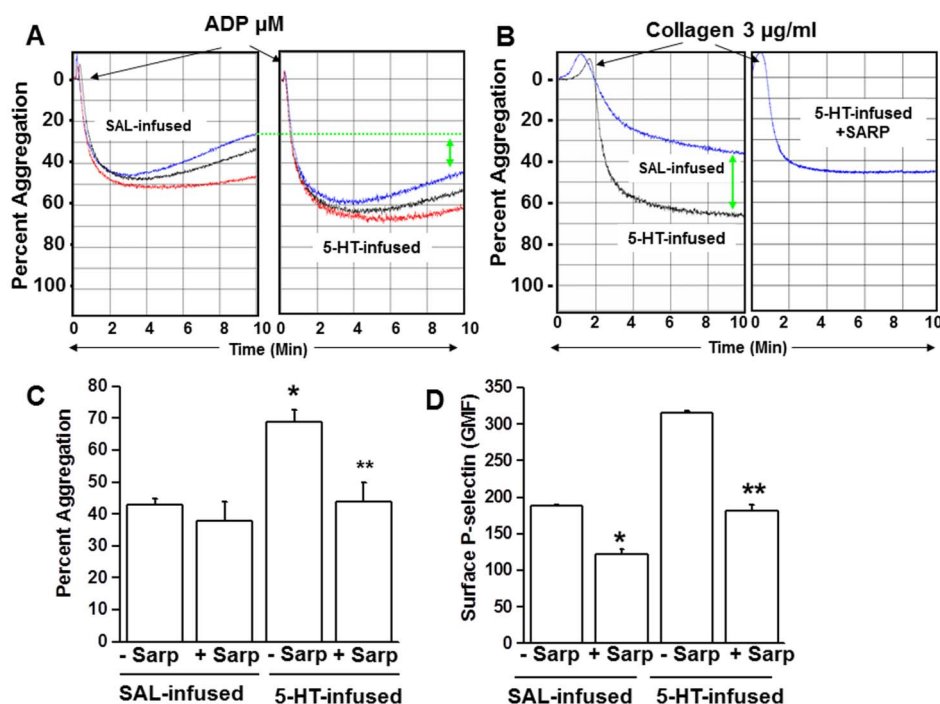 A
ADP µM
0
20
40
60
80
100
Percent Aggregation
SAL-infused
5-HT-infused
0 2 4 6 8 10
0 2 4 6 8 10
Time (Min)
B
Collagen 3 µg/ml
0 -
20 -
40 -
60 -
80 -
100 -
Percent Aggregation
SAL-infused
5-HT-infused
5-HT-infused
+SARP
0 2 4 6 8 10
0 2 4 6 8 10
Time (Min)
C
80
70
60
50
40
30
20
10
0
Percent Aggregation
*
**
- Sarp + Sarp - Sarp + Sarp
SAL-infused 5-HT-infused
D
350
300
250
200
150
100
50
0
Surface P-selectin (GMF)
*
**
- Sarp + Sarp - Sarp + Sarp
SAL-infused 5-HT-infused